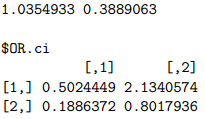 1.0354933 0.3889063
$OR.ci
[,1] [,2]
[1,] 0.5024449 2.1340574
[2,] 0.1886372 0.8017936